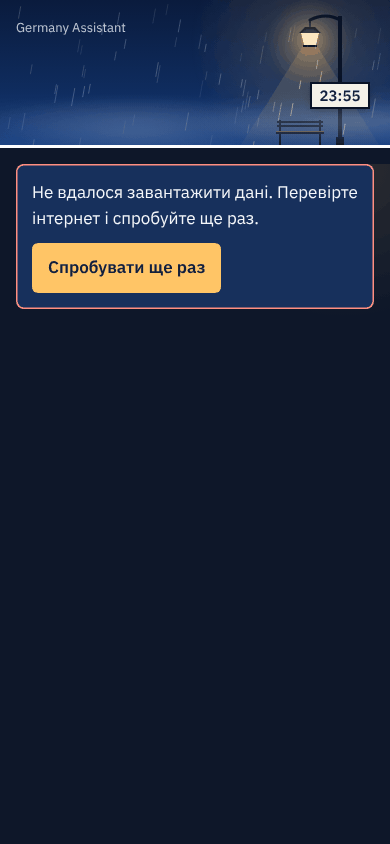 Germany Assistant
23:55
Не вдалося завантажити дані. Перевірте
інтернет і спробуйте ще раз.
Спробувати ще раз